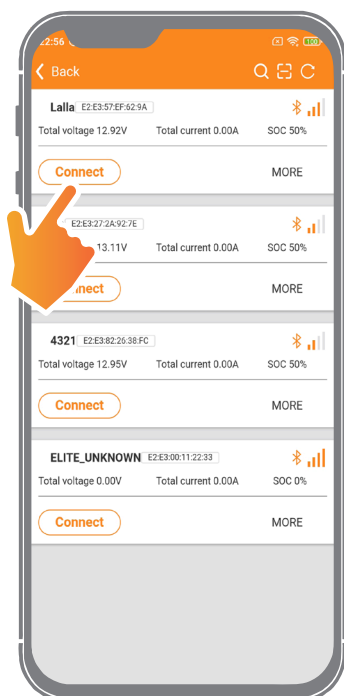 2:56 100
Back
Lalla E2:E3:57:EF:62:9A
Total voltage 12.92V Total current 0.00A SOC 50%
Connect MORE
E2:E3:27:2A:92:7E
13.11V Total current 0.00A SOC 50%
nect MORE
4321 E2:E3:82:26:38:FC
Total voltage 12.95V Total current 0.00A SOC 50%
Connect MORE
ELITE_UNKNOWN E2:E3:00:11:22:33
Total voltage 0.00V Total current 0.00A SOC 0%
Connect MORE